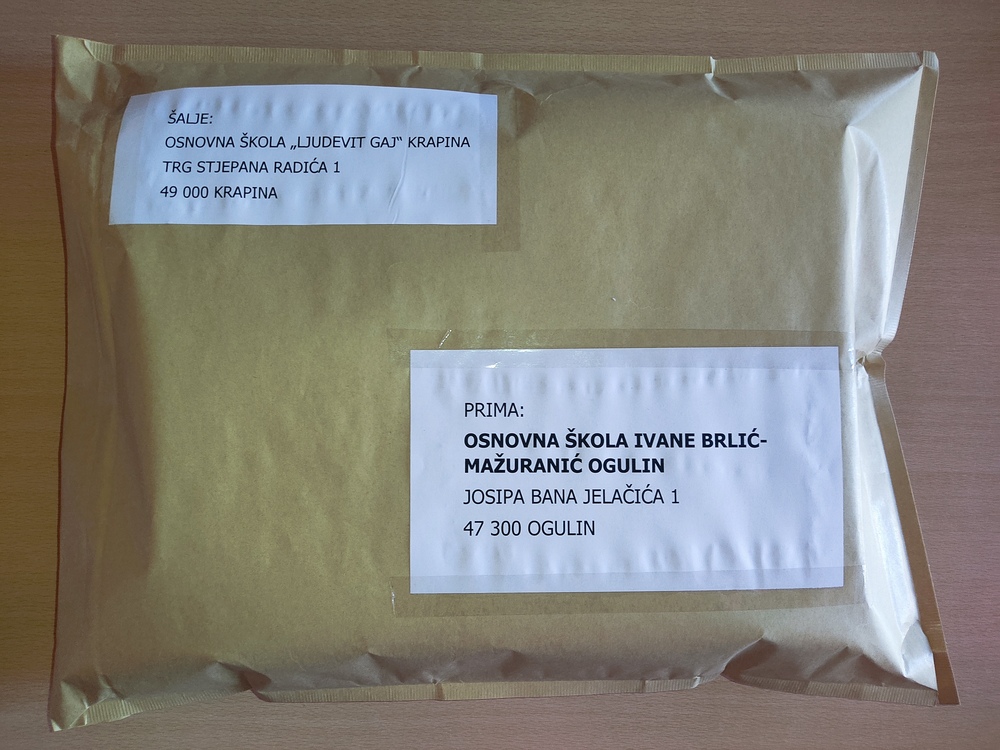 ŠALJE:
OSNOVNA ŠKOLA „LJUDEVIT GAJ“ KRAPINA
TRG STJEPANA RADIĆA 1
49 000 KRAPINA
PRIMA:
OSNOVNA ŠKOLA IVANE BRLIĆ-
MAŽURANIĆ OGULIN
JOSIPA BANA JELAČIĆA 1
47 300 OGULIN